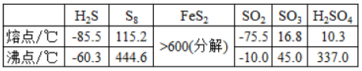 H₂S S₈ FeS₂ SO₂ SO₃ H₂SO₄
熔点/℃ -85.5 115.2 >600(分解) -75.5 16.8 10.3
沸点/℃ -60.3 444.6 -10.0 45.0 337.0